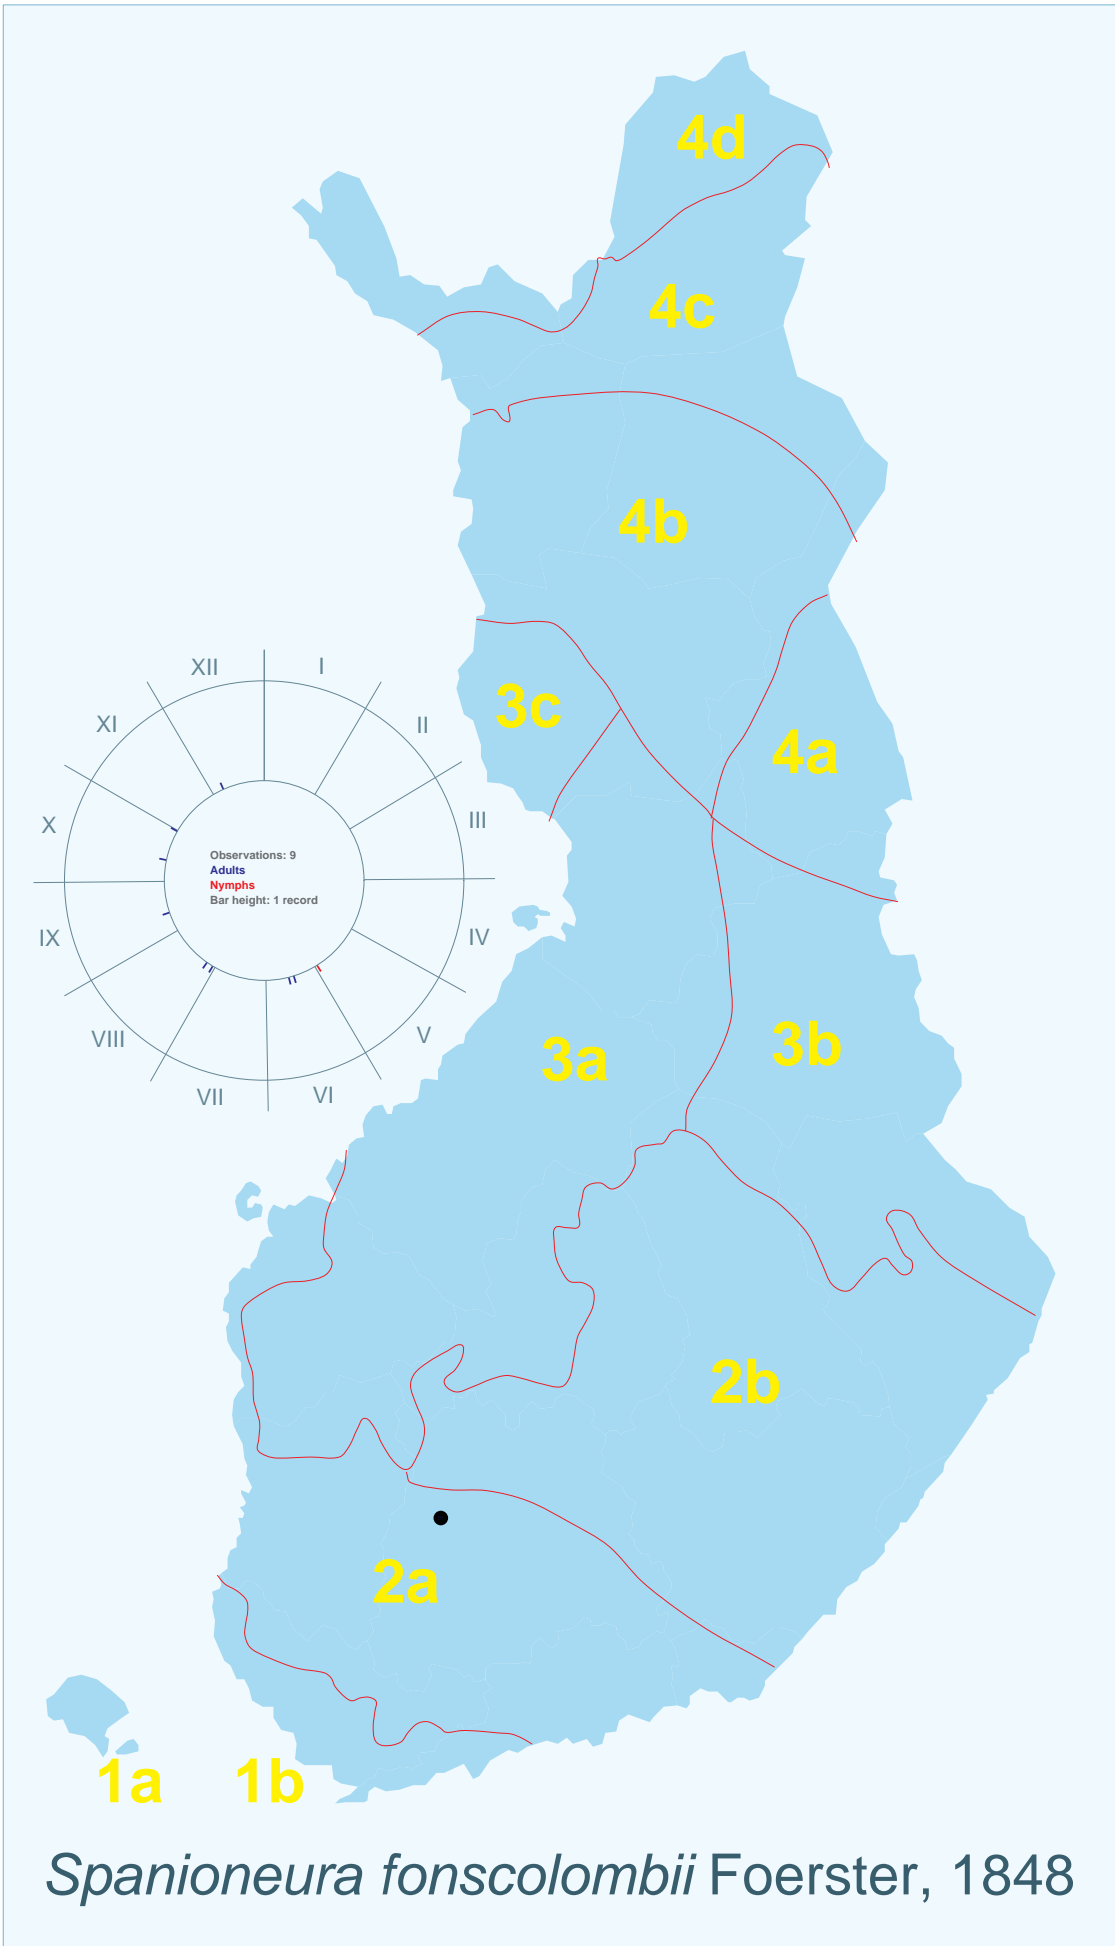 4d
4c
4b
3c
4a
XII
I
XI
II
X
III
Observations: 9
Adults
Nymphs
Bar height: 1 record
IX
IV
VIII
V
VII
VI
3a
3b
2b
2a
1a
1b
Spanioneura fonscolombii Foerster, 1848